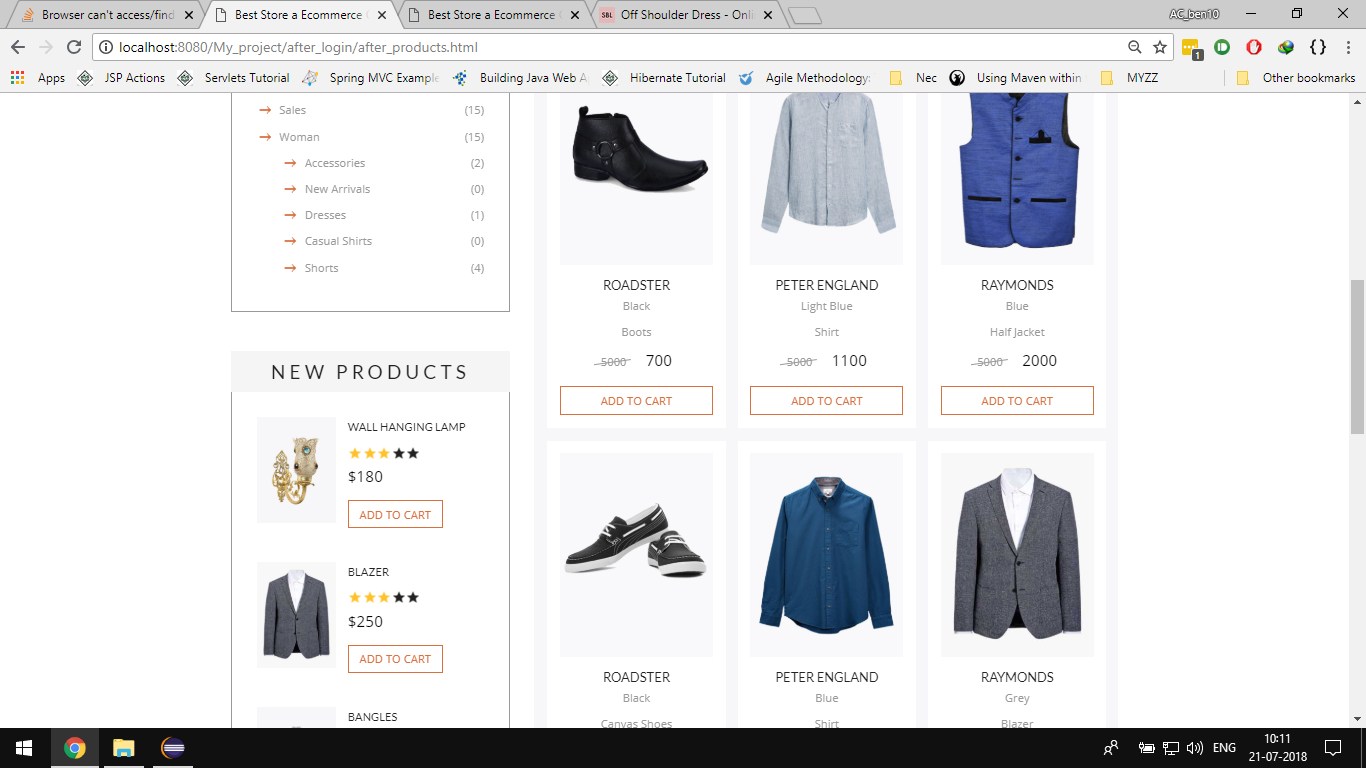 Browser can't access/find
Best Store a Ecommerce
Best Store a Ecommerce
SBL Off Shoulder Dress - Onli
AC_ben10
localhost:8080/My_project/after_login/after_products.html
1
Apps
JSP Actions
Servlets Tutorial
Spring MVC Example
Building Java Web A
Hibernate Tutorial
Agile Methodology:
Nec
Using Maven within
MYZZ
Other bookmarks
Sales (15)
Woman (15)
Accessories (2)
New Arrivals (0)
Dresses (1)
Casual Shirts (0)
Shorts (4)
NEW PRODUCTS
WALL HANGING LAMP
$180
ADD TO CART
BLAZER
$250
ADD TO CART
BANGLES
ROADSTER
Black
Boots
5000 700
ADD TO CART
PETER ENGLAND
Light Blue
Shirt
5000 1100
ADD TO CART
RAYMONDS
Blue
Half Jacket
5000 2000
ADD TO CART
ROADSTER
Black
Canvas Shoes
PETER ENGLAND
Blue
Shirt
RAYMONDS
Grey
Blazer
ENG
10:11
21-07-2018